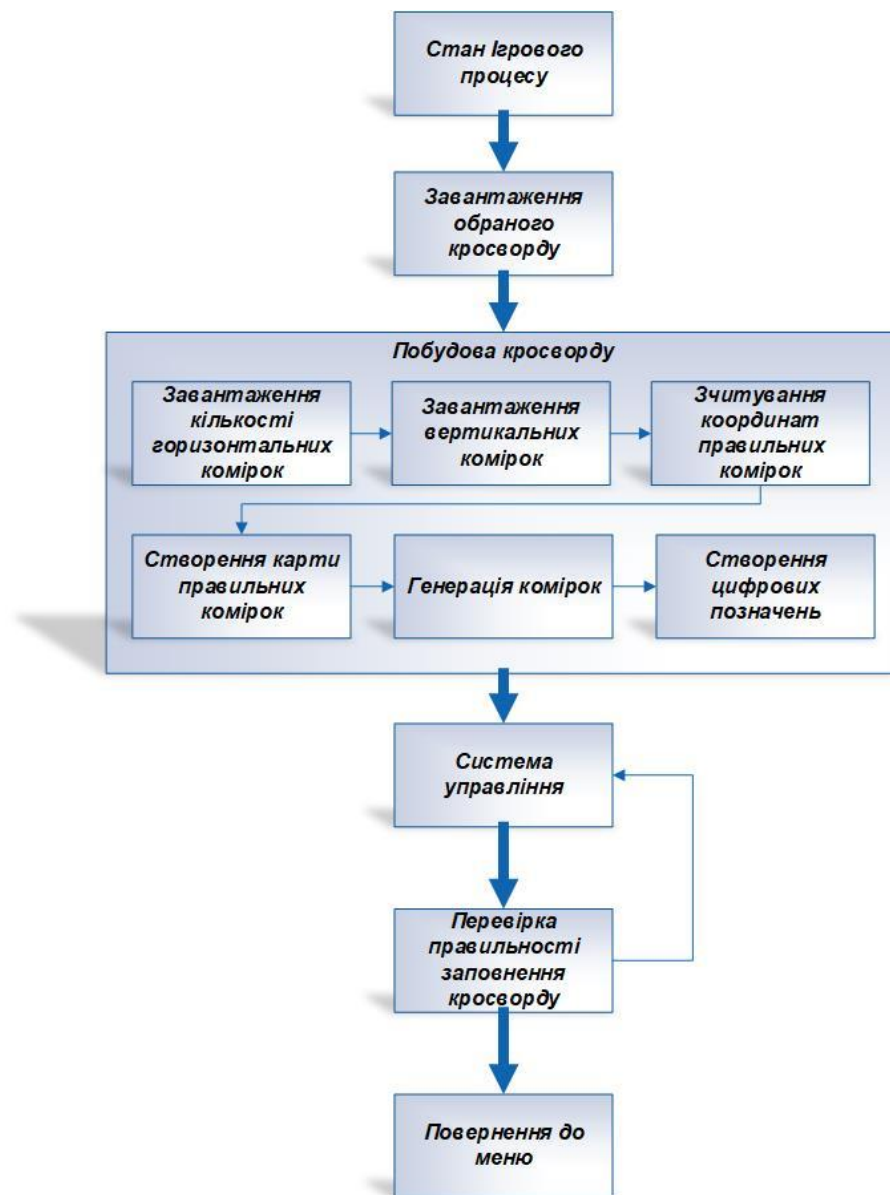 Стан Ігрового
процесу
Завантаження
обраного
кросворду
Побудова кросворду
Завантаження
кількості
горизонтальних
комірок
Завантаження
вертикальних
комірок
Зчитування
координат
правильних
комірок
Створення карти
правильних
комірок
Генерація комірок
Створення
цифрових
позначень
Система
управління
Перевірка
правильності
заповнення
кросворду
Повернення до
меню